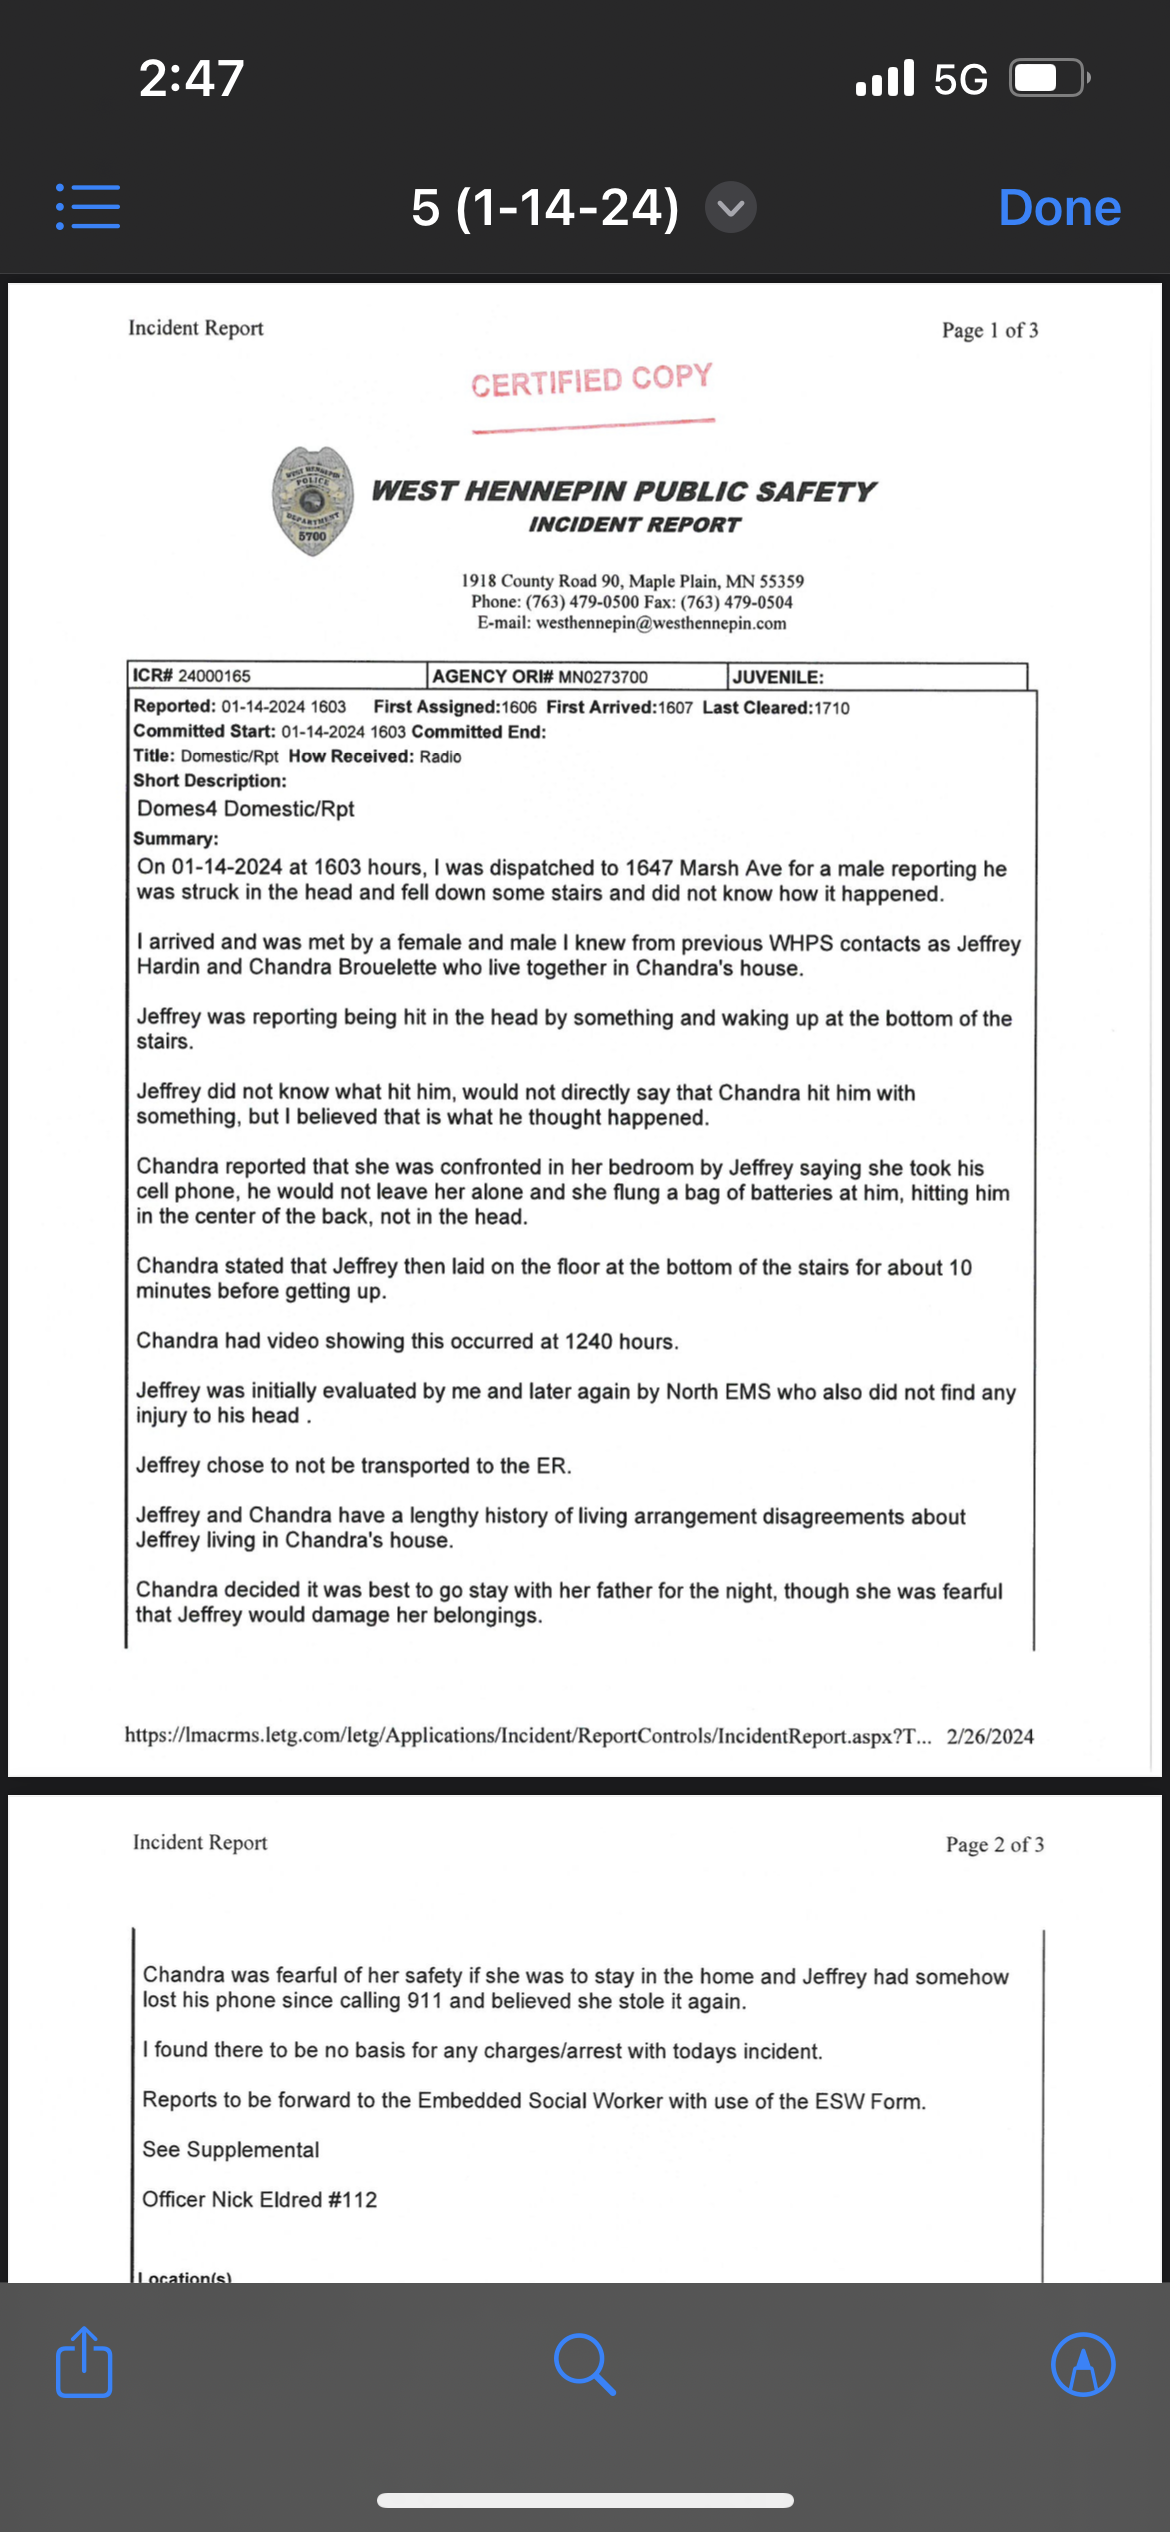 2:47
5G
5 (1-14-24)
Done
Incident Report
Page 1 of 3
CERTIFIED COPY
POLICE
DEPARTMENT
5700
WEST HENNEPIN PUBLIC SAFETY
INCIDENT REPORT
1918 County Road 90, Maple Plain, MN 55359
Phone: (763) 479-0500 Fax: (763) 479-0504
E-mail: westhennepin@westhennepin.com
ICR# 24000165 AGENCY ORI# MN0273700 JUVENILE:
Reported: 01-14-2024 1603 First Assigned:1606 First Arrived:1607 Last Cleared:1710
Committed Start: 01-14-2024 1603 Committed End:
Title: Domestic/Rpt How Received: Radio
Short Description:
Domes4 Domestic/Rpt
Summary:
On 01-14-2024 at 1603 hours, I was dispatched to 1647 Marsh Ave for a male reporting he
was struck in the head and fell down some stairs and did not know how it happened.
I arrived and was met by a female and male I knew from previous WHPS contacts as Jeffrey
Hardin and Chandra Brouelette who live together in Chandra's house.
Jeffrey was reporting being hit in the head by something and waking up at the bottom of the
stairs.
Jeffrey did not know what hit him, would not directly say that Chandra hit him with
something, but I believed that is what he thought happened.
Chandra reported that she was confronted in her bedroom by Jeffrey saying she took his
cell phone, he would not leave her alone and she flung a bag of batteries at him, hitting him
in the center of the back, not in the head.
Chandra stated that Jeffrey then laid on the floor at the bottom of the stairs for about 10
minutes before getting up.
Chandra had video showing this occurred at 1240 hours.
Jeffrey was initially evaluated by me and later again by North EMS who also did not find any
injury to his head .
Jeffrey chose to not be transported to the ER.
Jeffrey and Chandra have a lengthy history of living arrangement disagreements about
Jeffrey living in Chandra's house.
Chandra decided it was best to go stay with her father for the night, though she was fearful
that Jeffrey would damage her belongings.
https://lmacrms.letg.com/letg/Applications/Incident/ReportControls/IncidentReport.aspx?T... 2/26/2024
Incident Report
Page 2 of 3
Chandra was fearful of her safety if she was to stay in the home and Jeffrey had somehow
lost his phone since calling 911 and believed she stole it again.
I found there to be no basis for any charges/arrest with todays incident.
Reports to be forward to the Embedded Social Worker with use of the ESW Form.
See Supplemental
Officer Nick Eldred #112
Location(s)